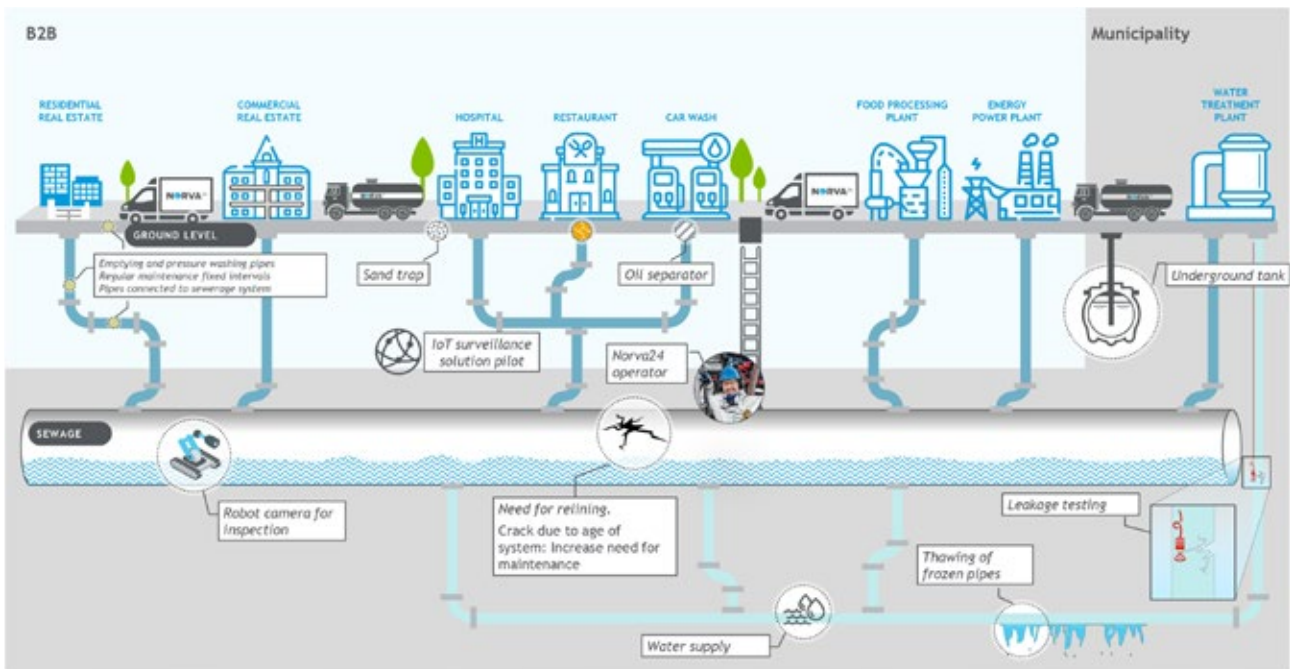 B2B
Municipality
RESIDENTIAL
REAL ESTATE
COMMERCIAL
REAL ESTATE
HOSPITAL
RESTAURANT
CAR WASH
FOOD PROCESSING
PLANT
ENERGY
POWER PLANT
WATER
TREATMENT
PLANT
NORVA
NORVA
GROUND LEVEL
Emptying and pressure washing pipes
Regular maintenance fixed intervals
Pipes connected to sewerage system
Sand trap
Oil separator
Underground tank
IoT surveillance
solution pilot
Norva24
operator
SEWAGE
Robot camera for
inspection
Need for relining.
Crack due to age of
system: Increase need for
maintenance
Leakage testing
Thawing of
frozen pipes
Water supply